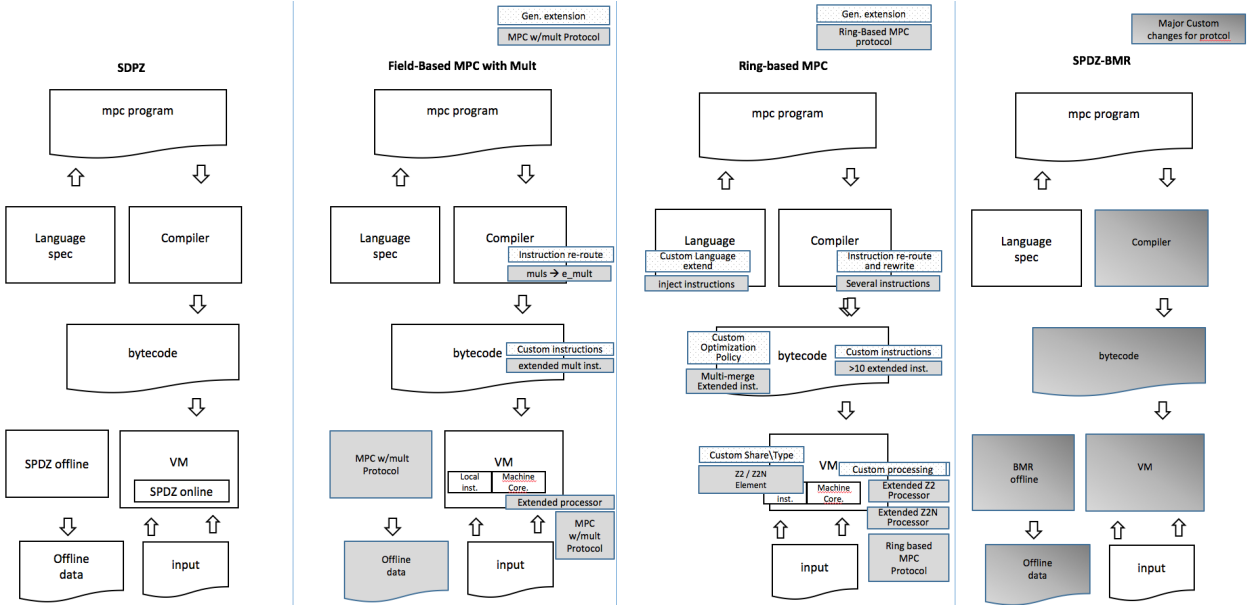 SDPZ
mpc program
Language
spec
Compiler
bytecode
SPDZ offline
VM
SPDZ online
Offline
data
input
Gen. extension
MPC w/mult Protocol
Field-Based MPC with Mult
mpc program
Language
spec
Compiler
Instruction re-route
muls → e_mult
bytecode
Custom instructions
extended mult inst.
MPC w/mult
Protocol
VM
Local
inst.
Machine
Core.
Extended processor
MPC
w/mult
Protocol
Offline
data
input
Gen. extension
Ring-Based MPC
protocol
Ring-based MPC
mpc program
Language
Custom Language
extend
inject instructions
Compiler
Instruction re-route
and rewrite
Several instructions
Custom
Optimization
Policy
Multi-merge
Extended inst.
bytecode
Custom instructions
>10 extended inst.
Custom Share\Type
Z2 / Z2N
Element
VM
Custom processing
inst.
Machine
Core.
Extended Z2
Processor
Extended Z2N
Processor
Ring based
MPC
Protocol
input
Major Custom
changes for protcol
SPDZ-BMR
mpc program
Language
spec
Compiler
bytecode
BMR
offline
VM
Offline
data
input